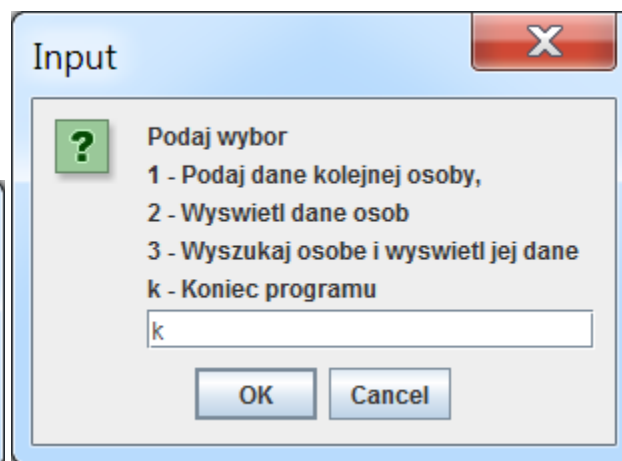 Input
Podaj wybor
1 - Podaj dane kolejnej osoby,
2 - Wyswietl dane osob
3 - Wyszukaj osobe i wyswietl jej dane
k - Koniec programu
k
OK Cancel